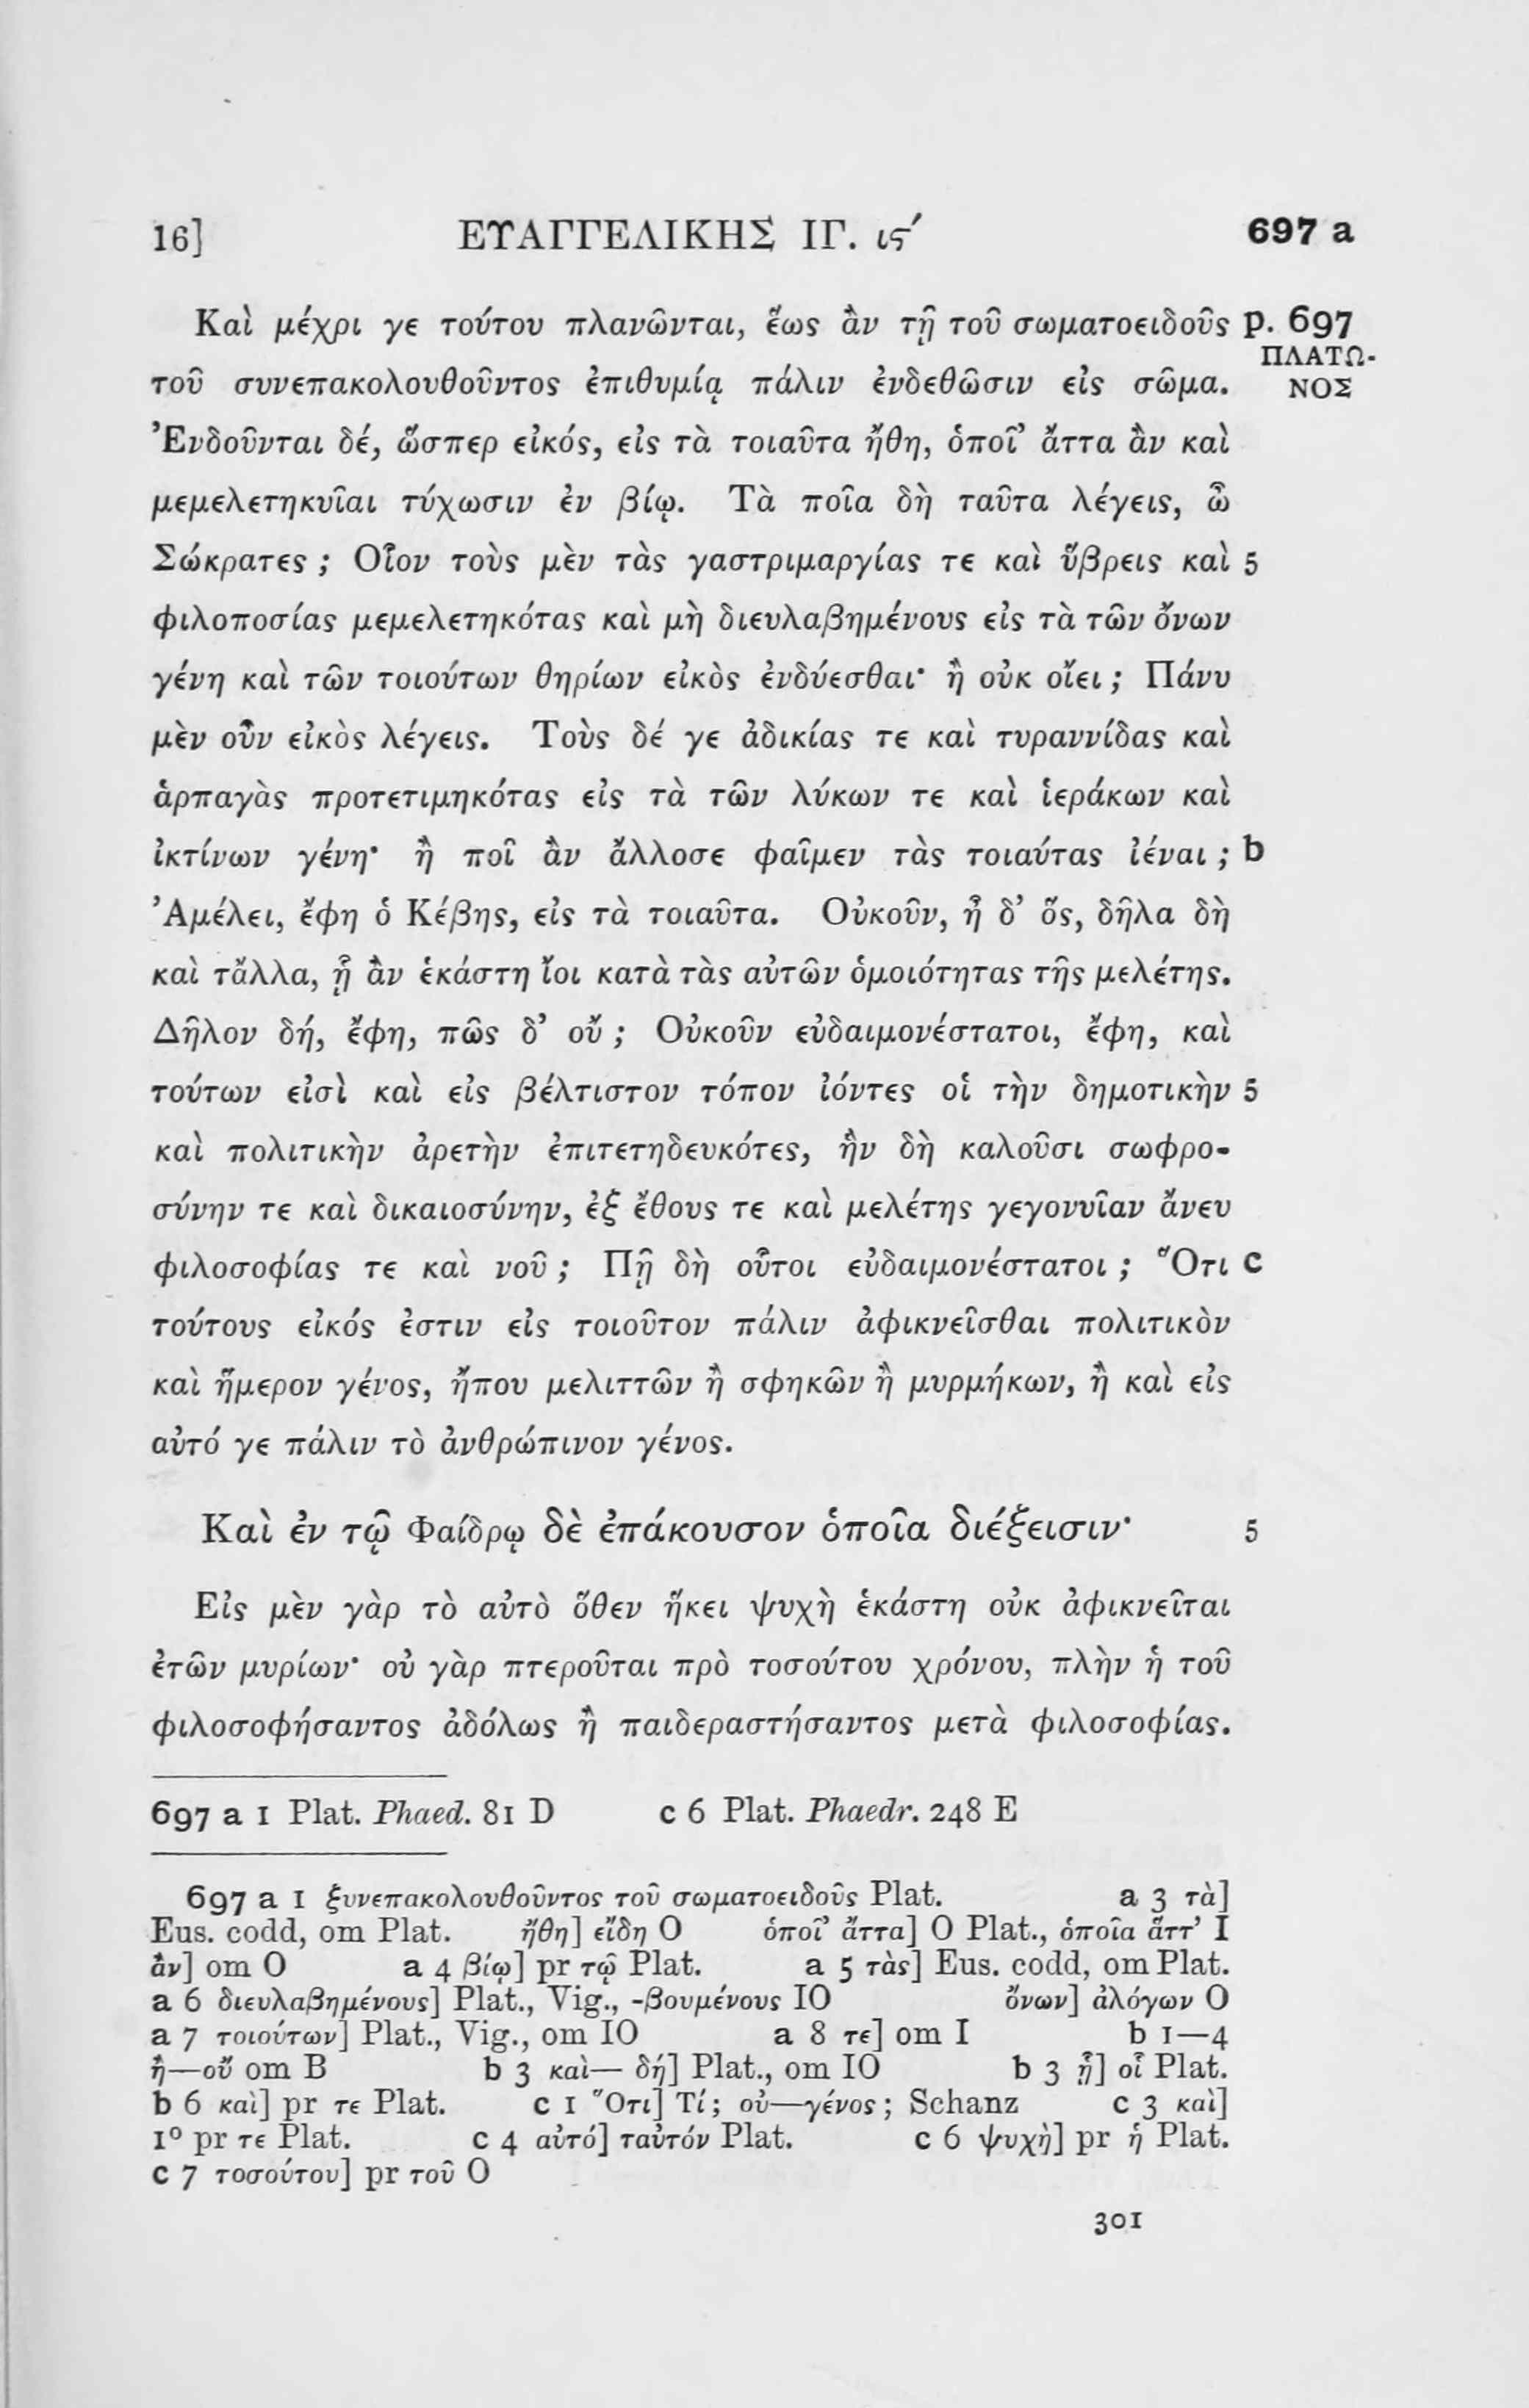 16] ΕΥΑΓΓΕΛΙΚΗΣ ΙΓ. ιϛ′ 697 a
Καὶ μέχρι γε τούτου πλανῶνται, ἕως ἂν τῇ τοῦ σωματοειδοῦς p. 697
ΠΛΑΤΩ-
τοῦ συνεπακολουθοῦντος ἐπιθυμίᾳ πάλιν ἐνδεθῶσιν εἰς σῶμα. ΝΟΣ
Ἐνδοῦνται δέ, ὥσπερ εἰκός, εἰς τὰ τοιαῦτα ἤθη, ὁποῖ’ ἄττα ἂν καὶ
μεμελετηκυῖαι τύχωσιν ἐν βίῳ. Τὰ ποῖα δὴ ταῦτα λέγεις, ὦ
Σώκρατες ; Οἷον τοὺς μὲν τὰς γαστριμαργίας τε καὶ ὕβρεις καὶ 5
φιλοποσίας μεμελετηκότας καὶ μὴ διευλαβημένους εἰς τὰ τῶν ὄνων
γένη καὶ τῶν τοιούτων θηρίων εἰκὸς ἐνδύεσθαι· ἢ οὐκ οἴει ; Πάνυ
μὲν οὖν εἰκὸς λέγεις. Τοὺς δέ γε ἀδικίας τε καὶ τυραννίδας καὶ
ἁρπαγὰς προτετιμηκότας εἰς τὰ τῶν λύκων τε καὶ ἱεράκων καὶ
ἰκτίνων γένη· ἢ ποῖ ἂν ἄλλοσε φαῖμεν τὰς τοιαύτας ἰέναι ; b
Ἀμέλει, ἔφη ὁ Κέβης, εἰς τὰ τοιαῦτα. Οὐκοῦν, ἦ δ’ ὅς, δῆλα δὴ
καὶ τἄλλα, ᾗ ἂν ἑκάστη ἴοι κατὰ τὰς αὐτῶν ὁμοιότητας τῆς μελέτης.
Δῆλον δή, ἔφη, πῶς δ’ οὔ ; Οὐκοῦν εὐδαιμονέστατοι, ἔφη, καὶ
τούτων εἰσὶ καὶ εἰς βέλτιστον τόπον ἰόντες οἱ τὴν δημοτικὴν 5
καὶ πολιτικὴν ἀρετὴν ἐπιτετηδευκότες, ἣν δὴ καλοῦσι σωφρο-
σύνην τε καὶ δικαιοσύνην, ἐξ ἔθους τε καὶ μελέτης γεγονυῖαν ἄνευ
φιλοσοφίας τε καὶ νοῦ ; Πῇ δὴ οὗτοι εὐδαιμονέστατοι ; Ὅτι c
τούτους εἰκός ἐστιν εἰς τοιοῦτον πάλιν ἀφικνεῖσθαι πολιτικὸν
καὶ ἥμερον γένος, ἤπου μελιττῶν ἢ σφηκῶν ἢ μυρμήκων, ἢ καὶ εἰς
αὐτό γε πάλιν τὸ ἀνθρώπινον γένος.
Καὶ ἐν τῷ Φαίδρῳ δὲ ἐπάκουσον ὁποῖα διέξεισιν· 5
Εἰς μὲν γὰρ τὸ αὐτὸ ὅθεν ἥκει ψυχὴ ἑκάστη οὐκ ἀφικνεῖται
ἐτῶν μυρίων· οὐ γὰρ πτεροῦται πρὸ τοσούτου χρόνου, πλὴν ἡ τοῦ
φιλοσοφήσαντος ἀδόλως ἢ παιδεραστήσαντος μετὰ φιλοσοφίας.
697 a 1 Plat. Phaed. 81 D c 6 Plat. Phaedr. 248 E
697 a 1 ξυνεπακολουθοῦντος τοῦ σωματοειδοῦς Plat. a 3 τὰ]
Eus. codd, om Plat. ἤθη] εἴδη O ὁποῖ’ ἄττα] O Plat., ὁποῖα ἅττ’ I
ἂν] om O a 4 βίῳ] pr τῷ Plat. a 5 τὰς] Eus. codd, om Plat.
a 6 διευλαβημένους] Plat., Vig., -βουμένους IO ὄνων] ἀλόγων O
a 7 τοιούτων] Plat., Vig., om IO a 8 τε] om I b 1—4
ἢ—οὔ om B b 3 καὶ— δή] Plat., om IO b 3 ᾗ] οἷ Plat.
b 6 καὶ] pr τε Plat. c 1 Ὅτι] Τί; οὐ—γένος; Schanz c 3 καὶ]
1º pr τε Plat. c 4 αὐτό] ταὐτόν Plat. c 6 ψυχὴ] pr ἡ Plat.
c 7 τοσούτου] pr τοῦ O
301